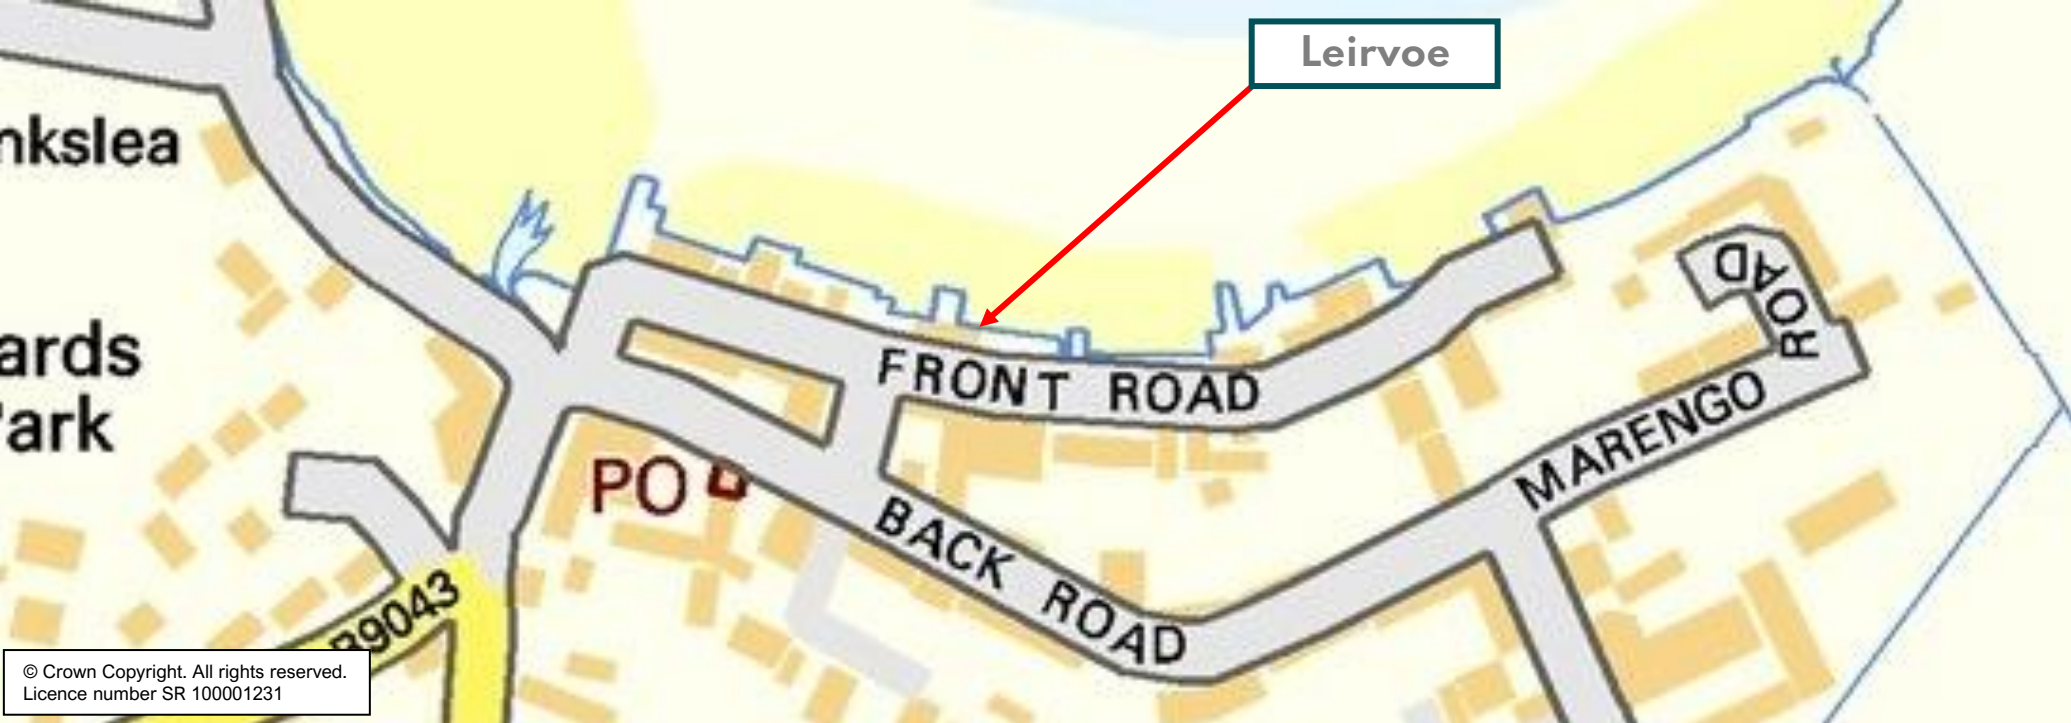 Leirvoe
nkslea
ards
Park
FRONT ROAD
MARENGO
ROAD
PO
BACK ROAD
B9043
© Crown Copyright. All rights reserved.
Licence number SR 100001231